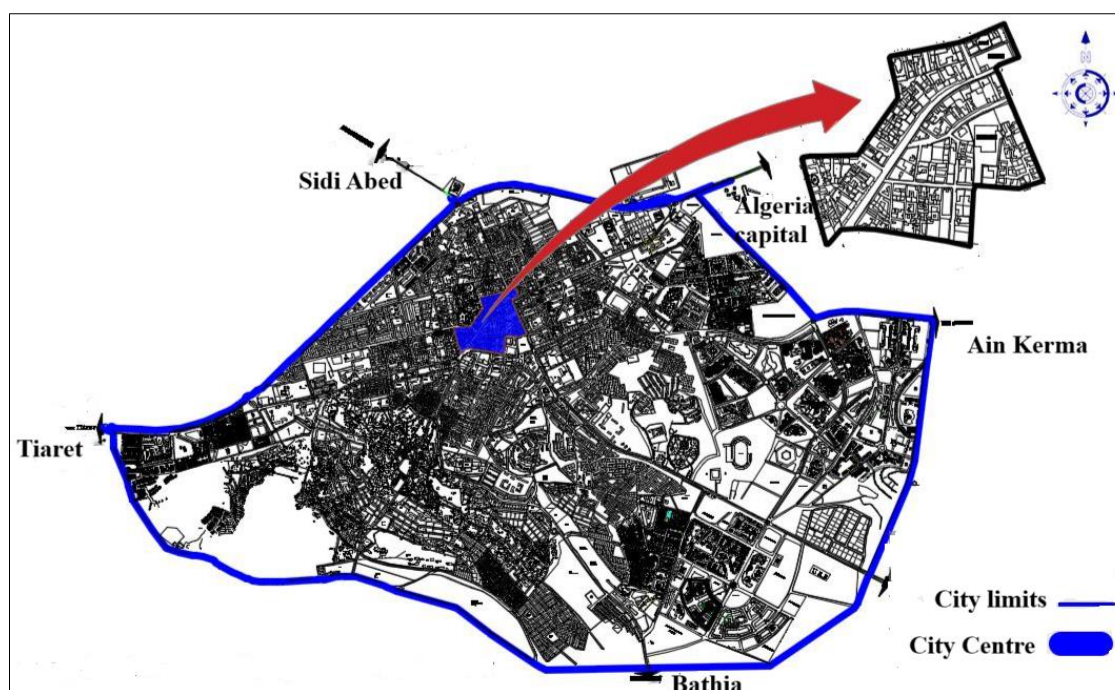 N
Sidi Abed
Algeria
capital
Ain Kerma
Tiaret
City limits
City Centre
Bathia